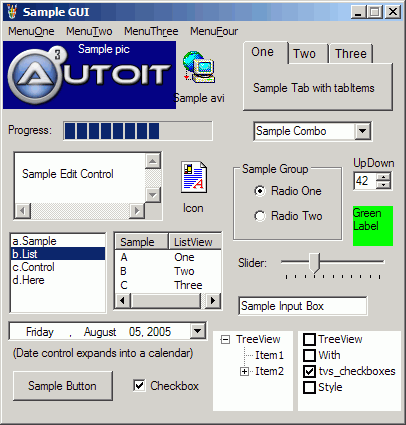 Sample GUI
MenuOne MenuTwo MenuThree MenuFour
Sample pic
AUTOIT
3
Sample avi
One Two Three
Sample Tab with tabItems
Progress:
Sample Combo
Sample Edit Control
Icon
Sample Group
Radio One
Radio Two
UpDown
42
Green
Label
a.Sample
b.List
c.Control
d.Here
Sample ListView
A One
B Two
C Three
Slider:
Sample Input Box
Friday , August 05, 2005
(Date control expands into a calendar)
Sample Button
Checkbox
TreeView
Item1
Item2
TreeView
With
tvs_checkboxes
Style